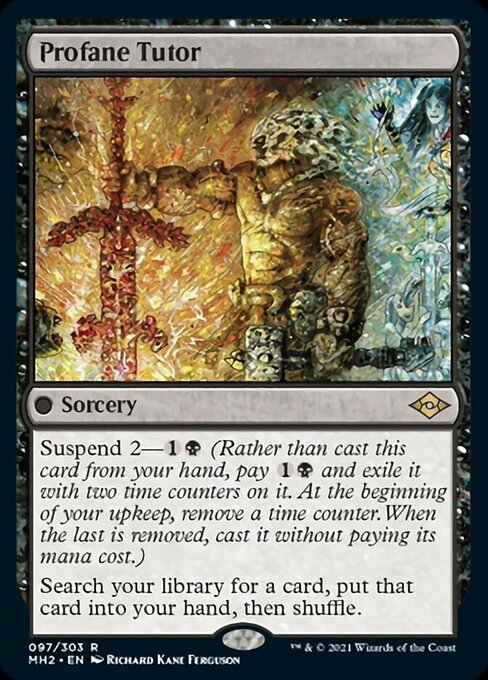 Profane Tutor
Sorcery
Suspend 2—1 (Rather than cast this
card from your hand, pay 1 and exile it
with two time counters on it. At the beginning
of your upkeep, remove a time counter. When
the last is removed, cast it without paying its
mana cost.)
Search your library for a card, put that
card into your hand, then shuffle.
097/303 R
MH2 • EN Richard Kane Ferguson
™ & © 2021 Wizards of the Coast